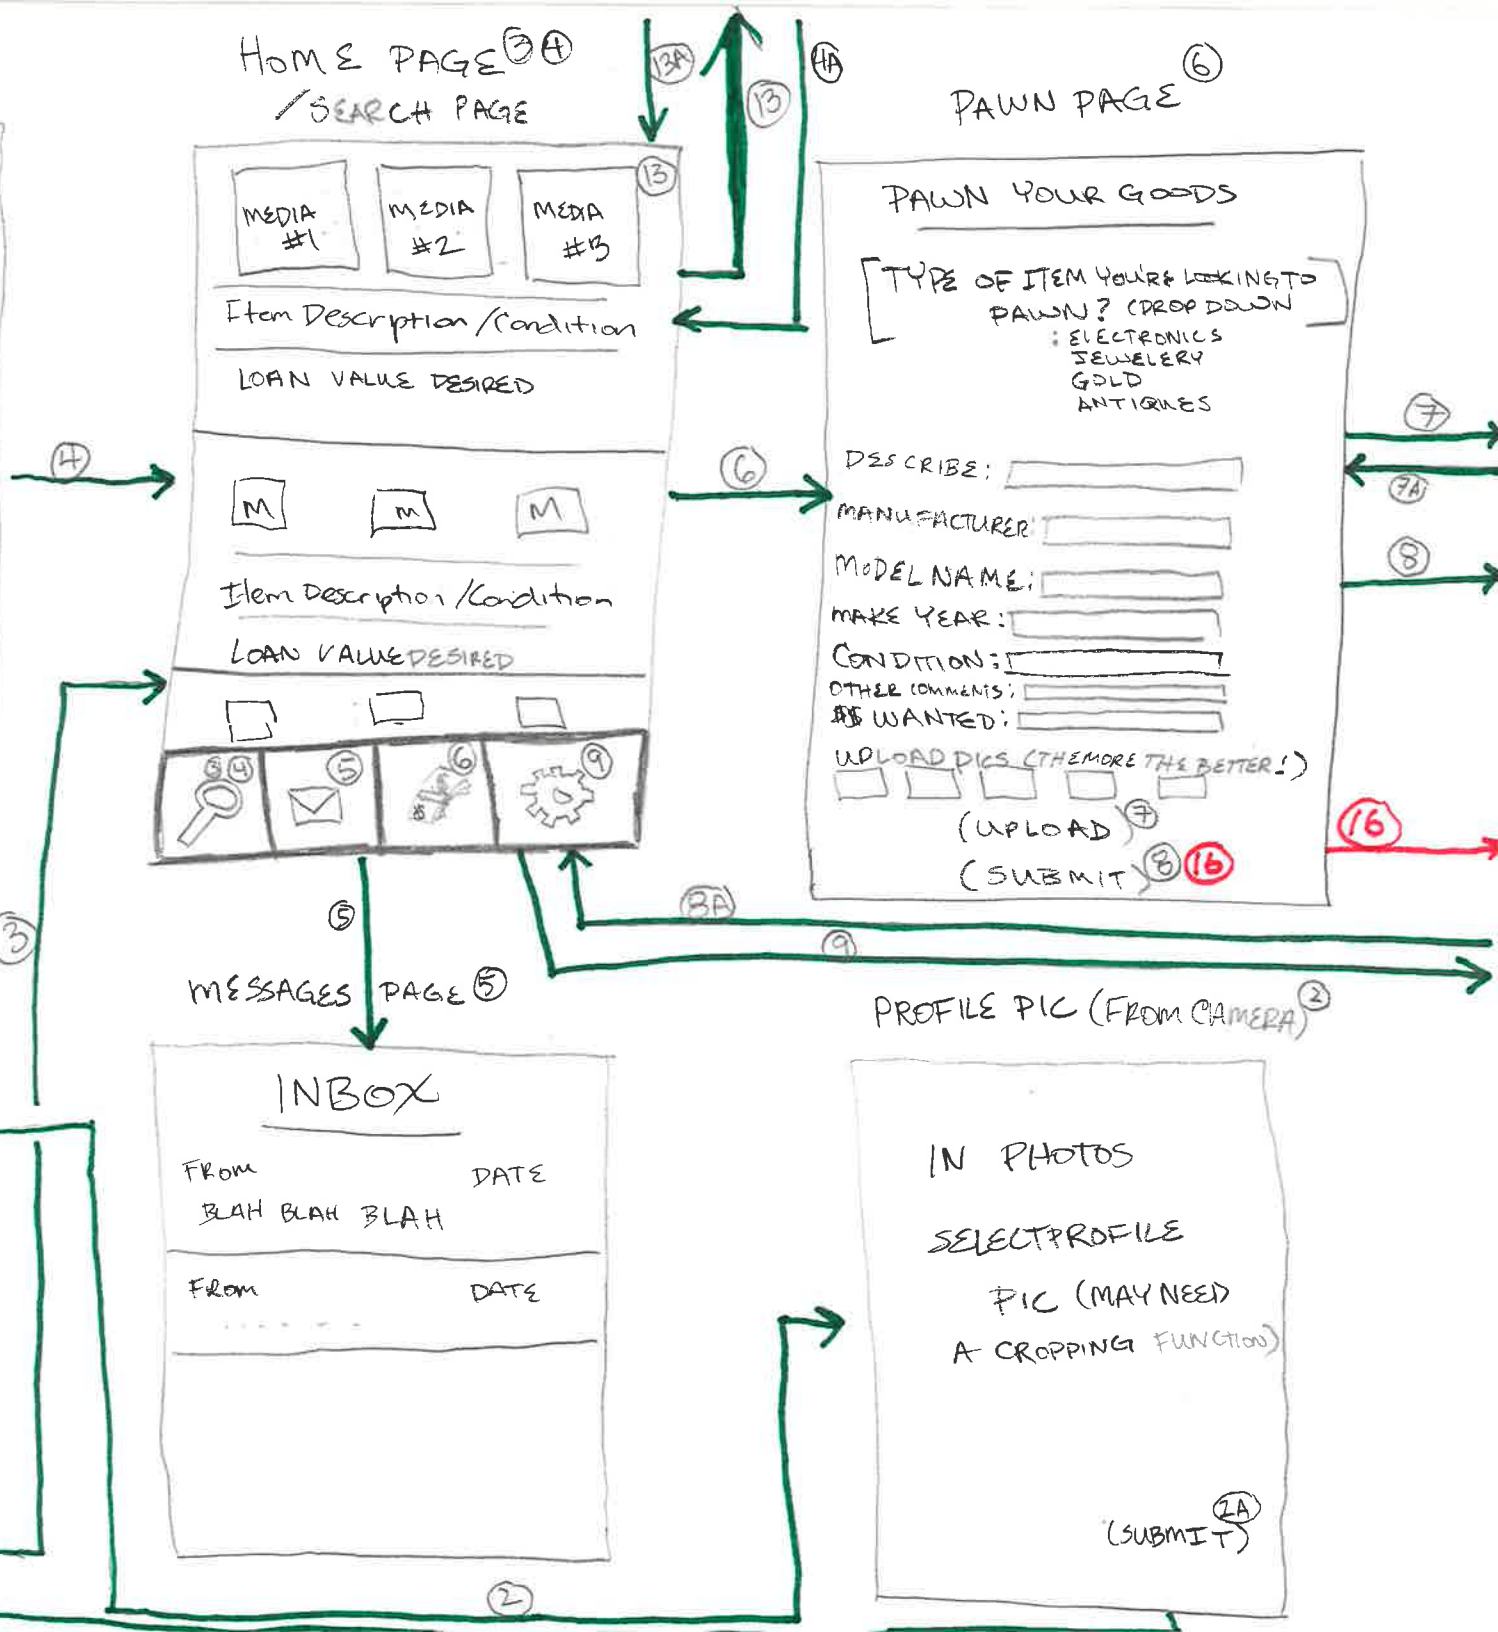 HOME PAGE 3 4
/SEARCH PAGE
13A
13
4A
13
MEDIA #1
MEDIA #2
MEDIA #3
Item Description/Condition
LOAN VALUE DESIRED
4
6
M
M
M
Item Description/Condition
LOAN VALUE DESIRED
3 4
5
6
9
3
5
8A
9
PAWN PAGE 6
PAWN YOUR GOODS
[TYPE OF ITEM YOU'RE LOOKING TO
PAWN? (DROP DOWN]
: ELECTRONICS
JEWELERY
GOLD
ANTIQUES
DESCRIBE:
MANUFACTURER
MODEL NAME:
MAKE YEAR:
CONDITION:
OTHER COMMENTS:
$$ WANTED:
UPLOAD PICS (THE MORE THE BETTER!)
(UPLOAD) 7
(SUBMIT) 8 16
7
7A
8
16
MESSAGES PAGE 5
INBOX
FROM DATE
BLAH BLAH BLAH
FROM DATE
2
PROFILE PIC (FROM CAMERA) 2
IN PHOTOS
SELECT PROFILE
PIC (MAY NEED
A CROPPING FUNCTION)
2A
(SUBMIT)